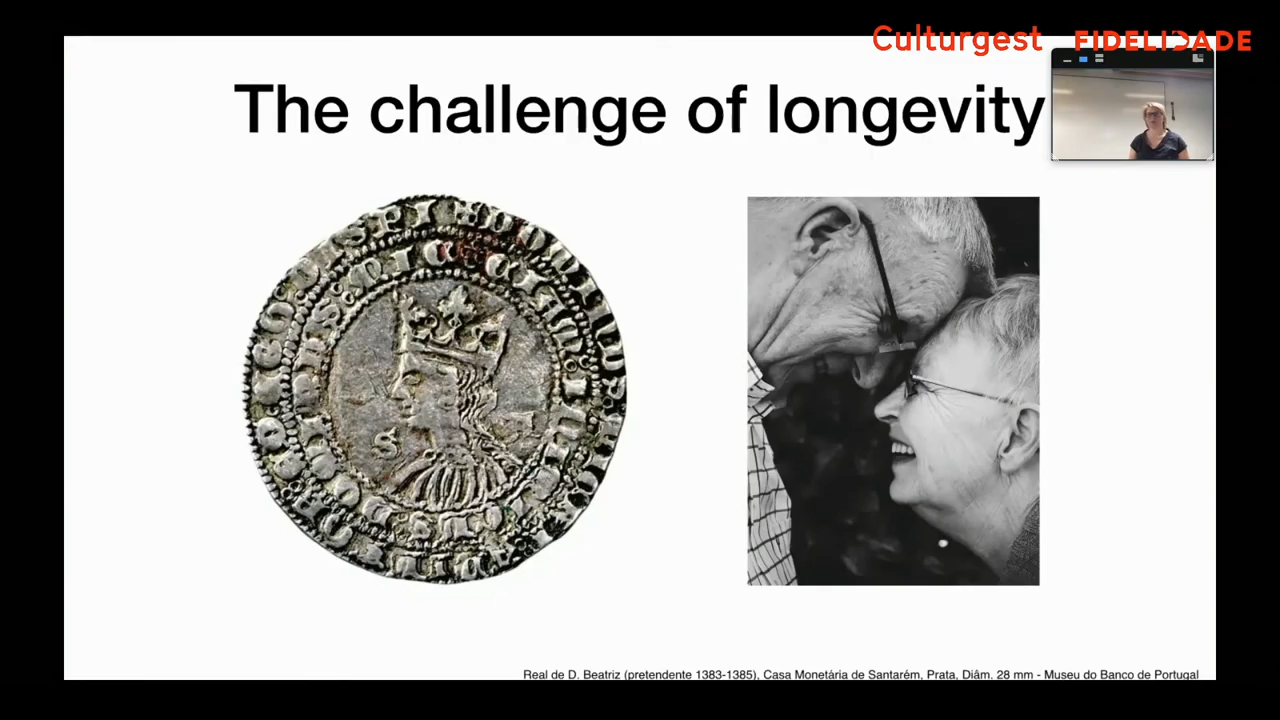 Culturgest FIDELIDADE
The challenge of longevity
S
Real de D. Beatriz (pretendente 1383-1385), Casa Monetária de Santarém, Prata, Diâm. 28 mm - Museu do Banco de Portugal